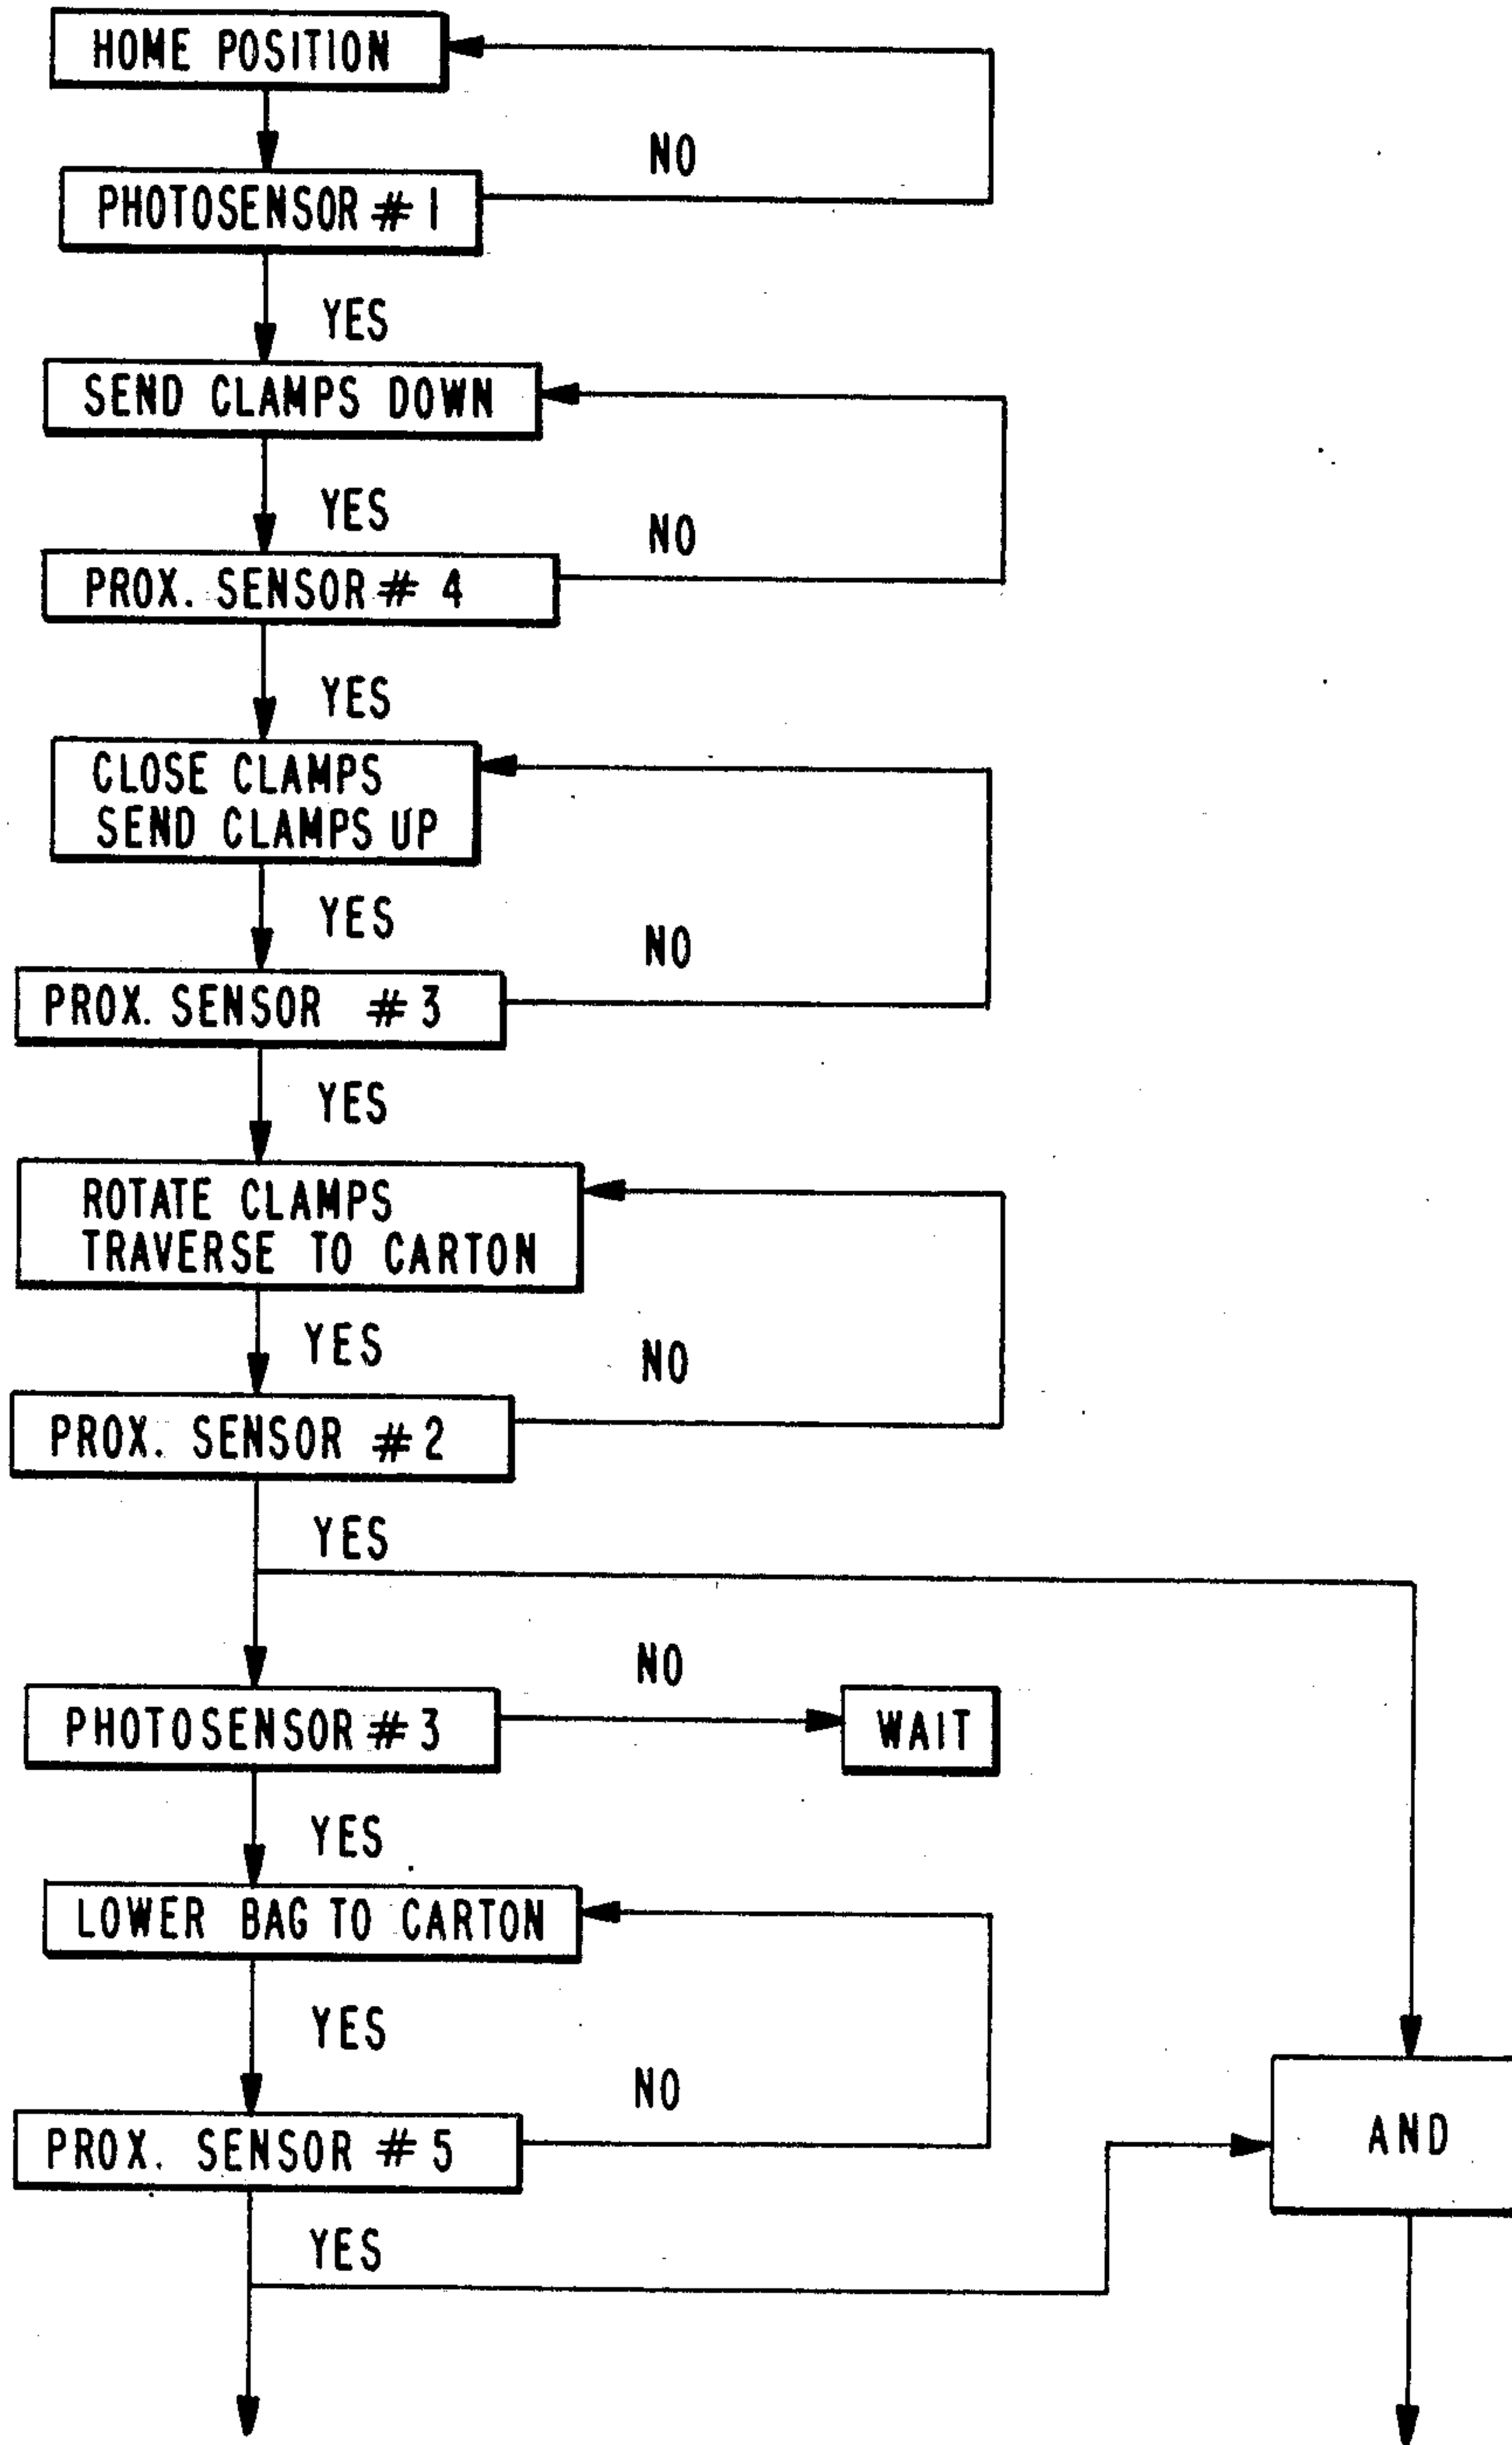 HOME POSITION
NO
PHOTOSENSOR # 1
YES
SEND CLAMPS DOWN
YES
NO
PROX. SENSOR # 4
YES
CLOSE CLAMPS
SEND CLAMPS UP
YES
NO
PROX. SENSOR # 3
YES
ROTATE CLAMPS
TRAVERSE TO CARTON
YES
NO
PROX. SENSOR # 2
YES
NO
PHOTOSENSOR # 3
WAIT
YES
LOWER BAG TO CARTON
YES
NO
PROX. SENSOR # 5
AND
YES